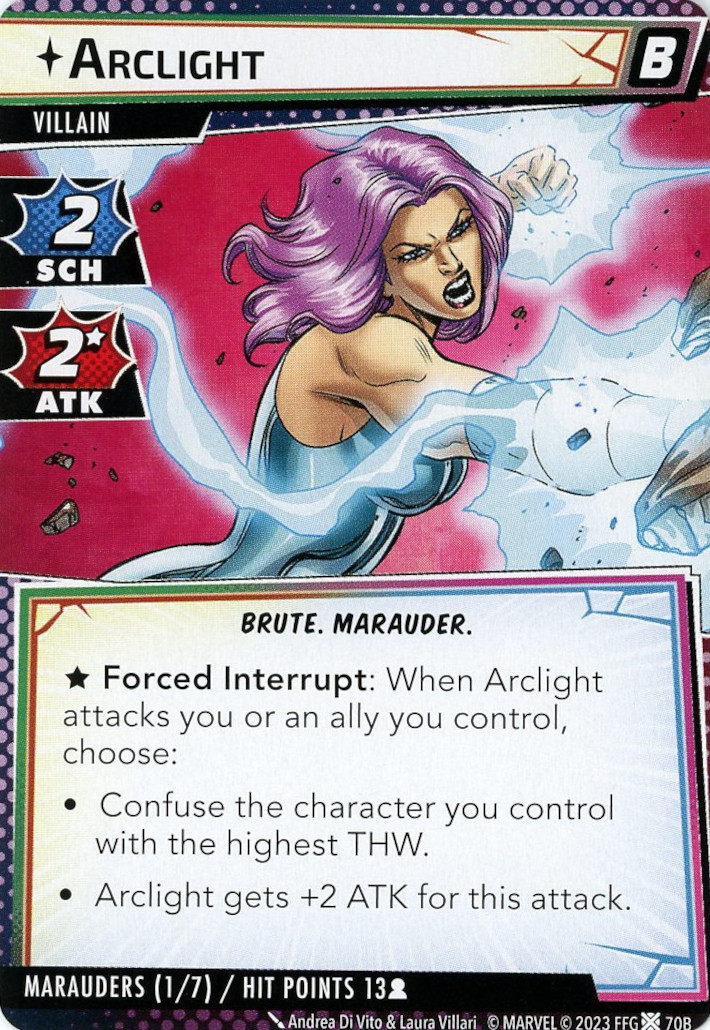 ARCLIGHT
B
VILLAIN
2
SCH
2★
ATK
BRUTE. MARAUDER.
★ Forced Interrupt: When Arclight
attacks you or an ally you control,
choose:
• Confuse the character you control
with the highest THW.
• Arclight gets +2 ATK for this attack.
MARAUDERS (1/7) / HIT POINTS 13
Andrea Di Vito & Laura Villari. © MARVEL © 2023 FFG 70B